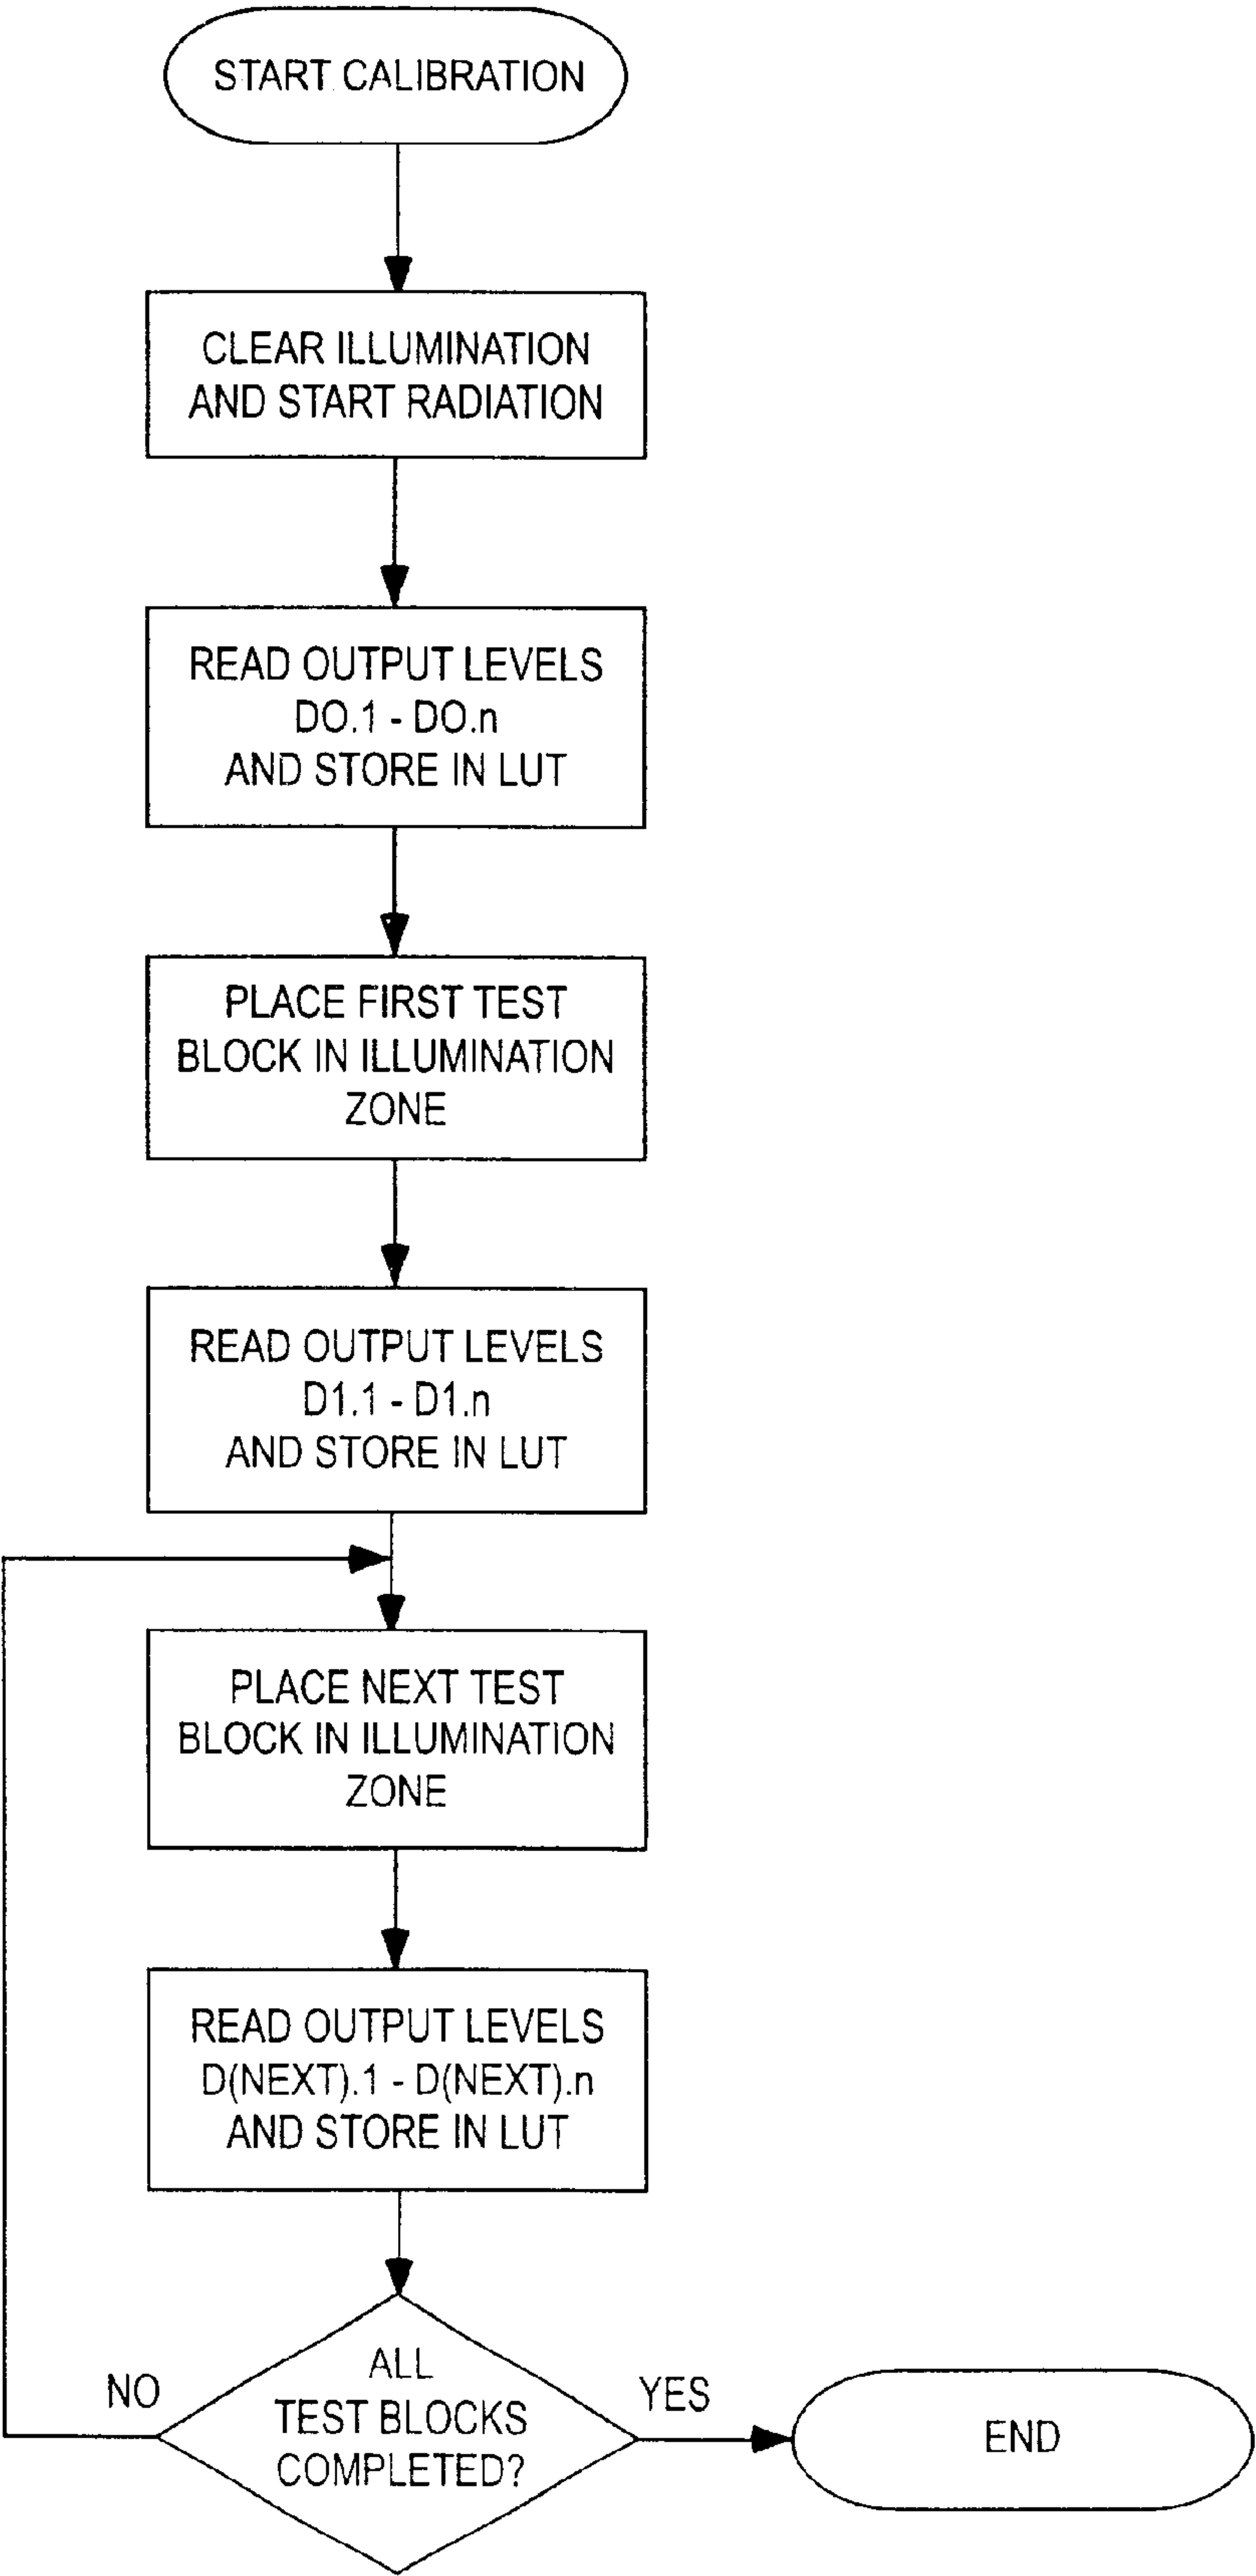 START CALIBRATION
CLEAR ILLUMINATION
AND START RADIATION
READ OUTPUT LEVELS
DO.1 - DO.n
AND STORE IN LUT
PLACE FIRST TEST
BLOCK IN ILLUMINATION
ZONE
READ OUTPUT LEVELS
D1.1 - D1.n
AND STORE IN LUT
PLACE NEXT TEST
BLOCK IN ILLUMINATION
ZONE
READ OUTPUT LEVELS
D(NEXT).1 - D(NEXT).n
AND STORE IN LUT
ALL
TEST BLOCKS
COMPLETED?
NO
YES
END